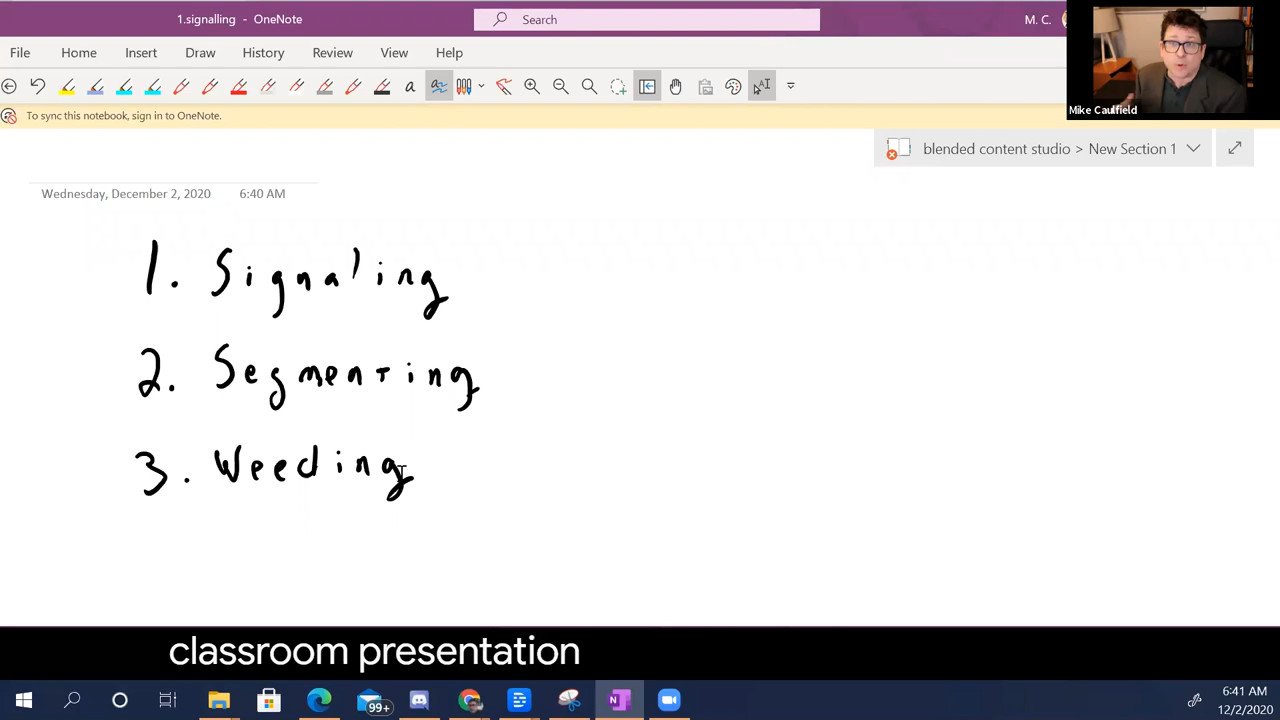 1.signalling - OneNote
Search
M. C.
File Home Insert Draw History Review View Help
Mike Caulfield
To sync this notebook, sign in to OneNote.
blended content studio > New Section 1
Wednesday, December 2, 2020 6:40 AM
1. Signaling
2. Segmenting
3. Weeding
classroom presentation
99+
6:41 AM
12/2/2020